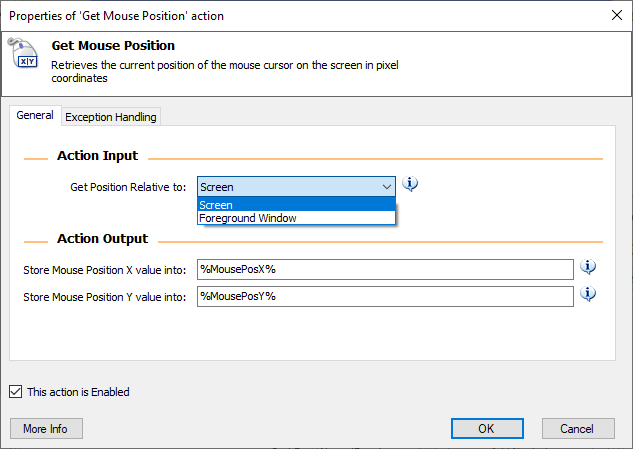 Properties of 'Get Mouse Position' action
X|Y
Get Mouse Position
Retrieves the current position of the mouse cursor on the screen in pixel
coordinates
General
Exception Handling
Action Input
Get Position Relative to:
Screen
Screen
Foreground Window
Action Output
Store Mouse Position X value into:
%MousePosX%
Store Mouse Position Y value into:
%MousePosY%
This action is Enabled
More Info
OK
Cancel